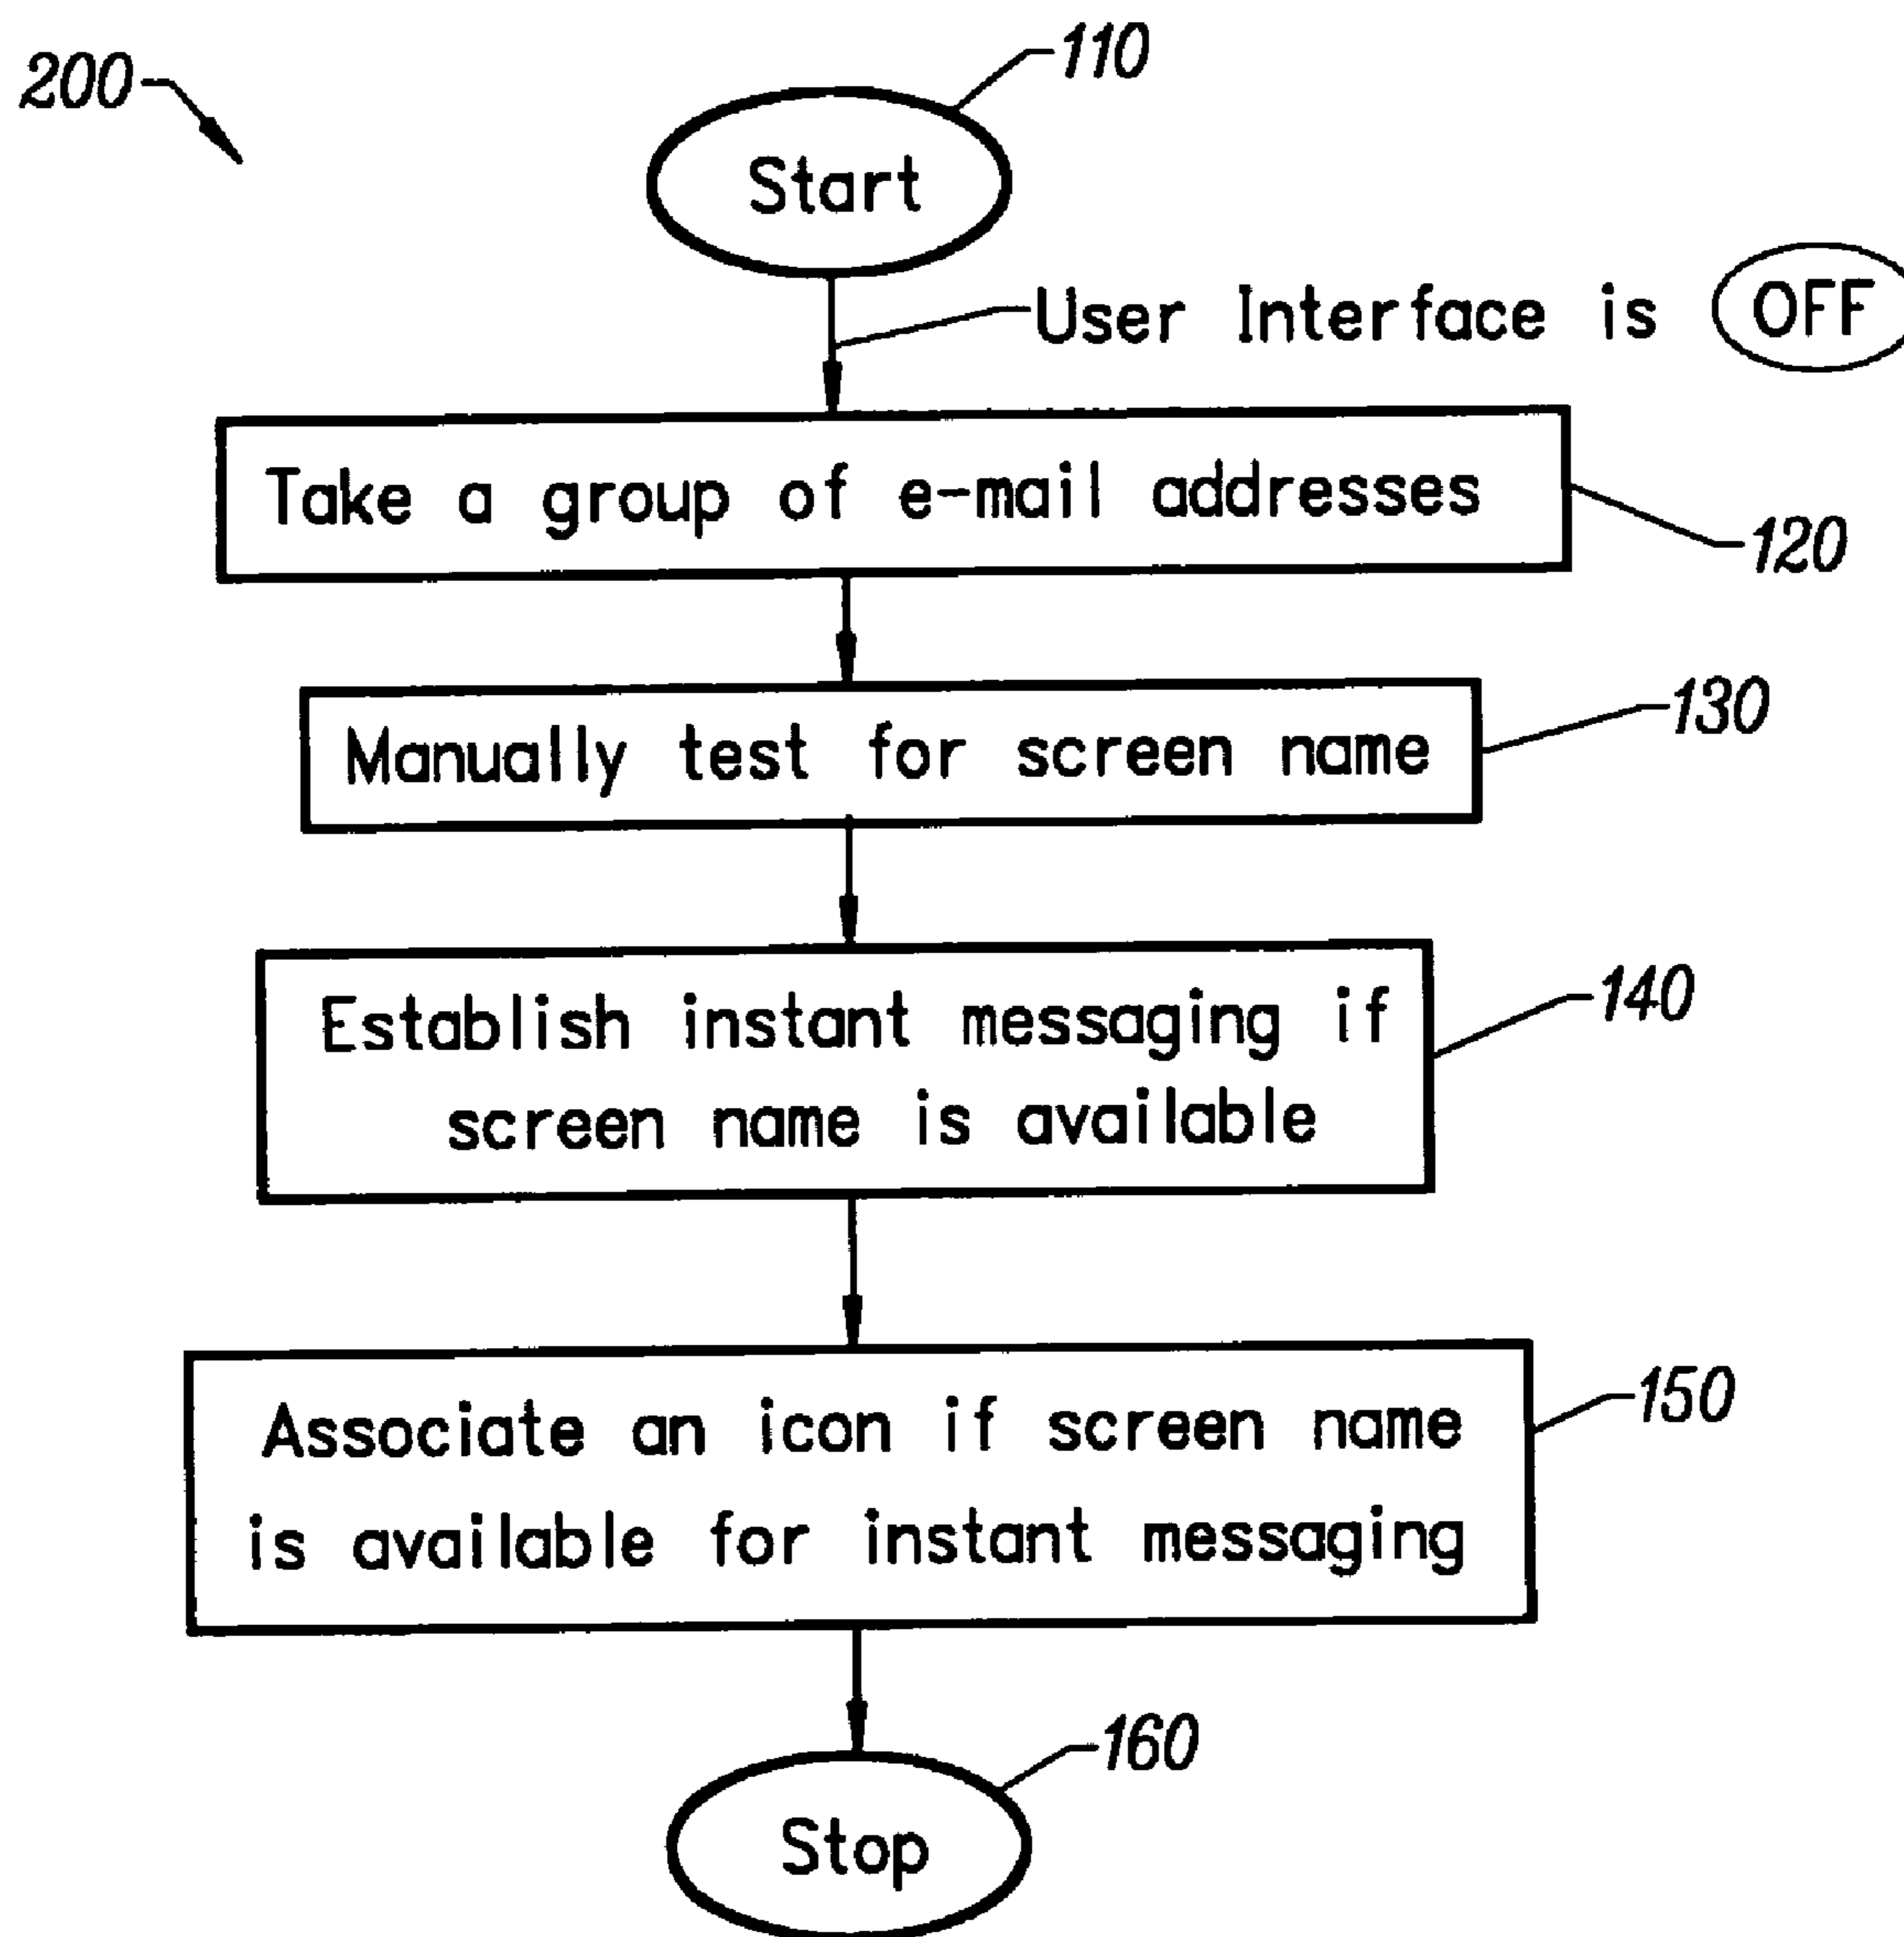 200
110
Start
User Interface is OFF
Take a group of e-mail addresses
120
130
Manually test for screen name
140
Establish instant messaging if
screen name is available
150
Associate an icon if screen name
is available for instant messaging
160
Stop